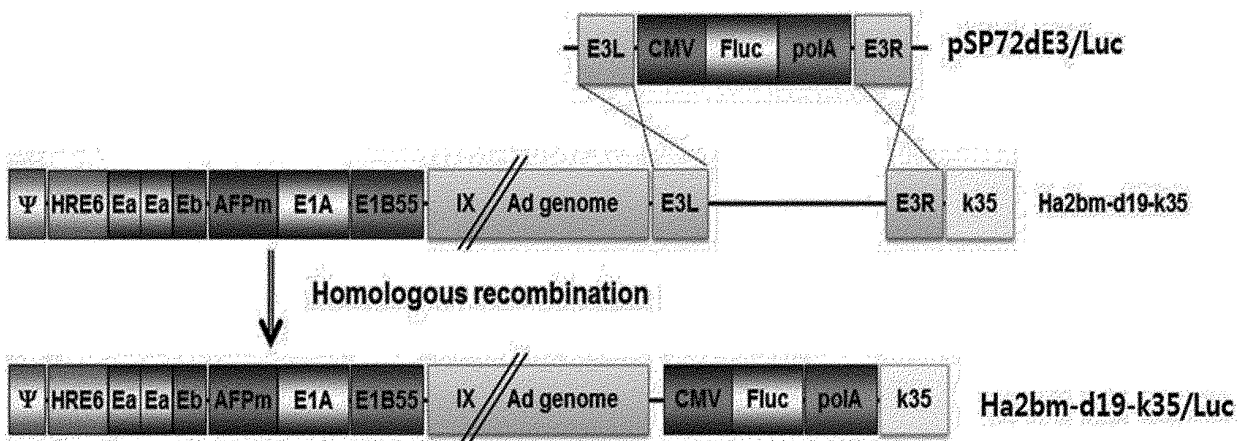 E3L CMV Fluc polA E3R pSP72dE3/Luc
Ψ HRE6 Ea Ea Eb AFPm E1A E1B55 IX Ad genome E3L E3R k35 Ha2bm-d19-k35
Homologous recombination
Ψ HRE6 Ea Ea Eb AFPm E1A E1B55 IX Ad genome CMV Fluc polA k35 Ha2bm-d19-k35/Luc